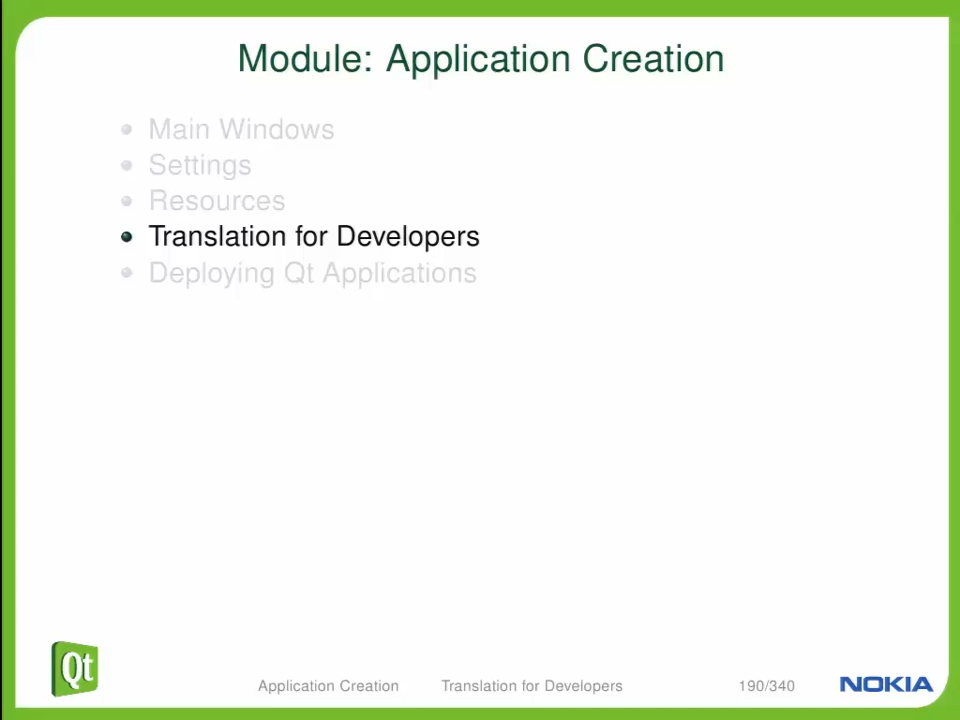 Module: Application Creation
Main Windows
Settings
Resources
Translation for Developers
Deploying Qt Applications
Qt
Application Creation Translation for Developers 190/340 NOKIA